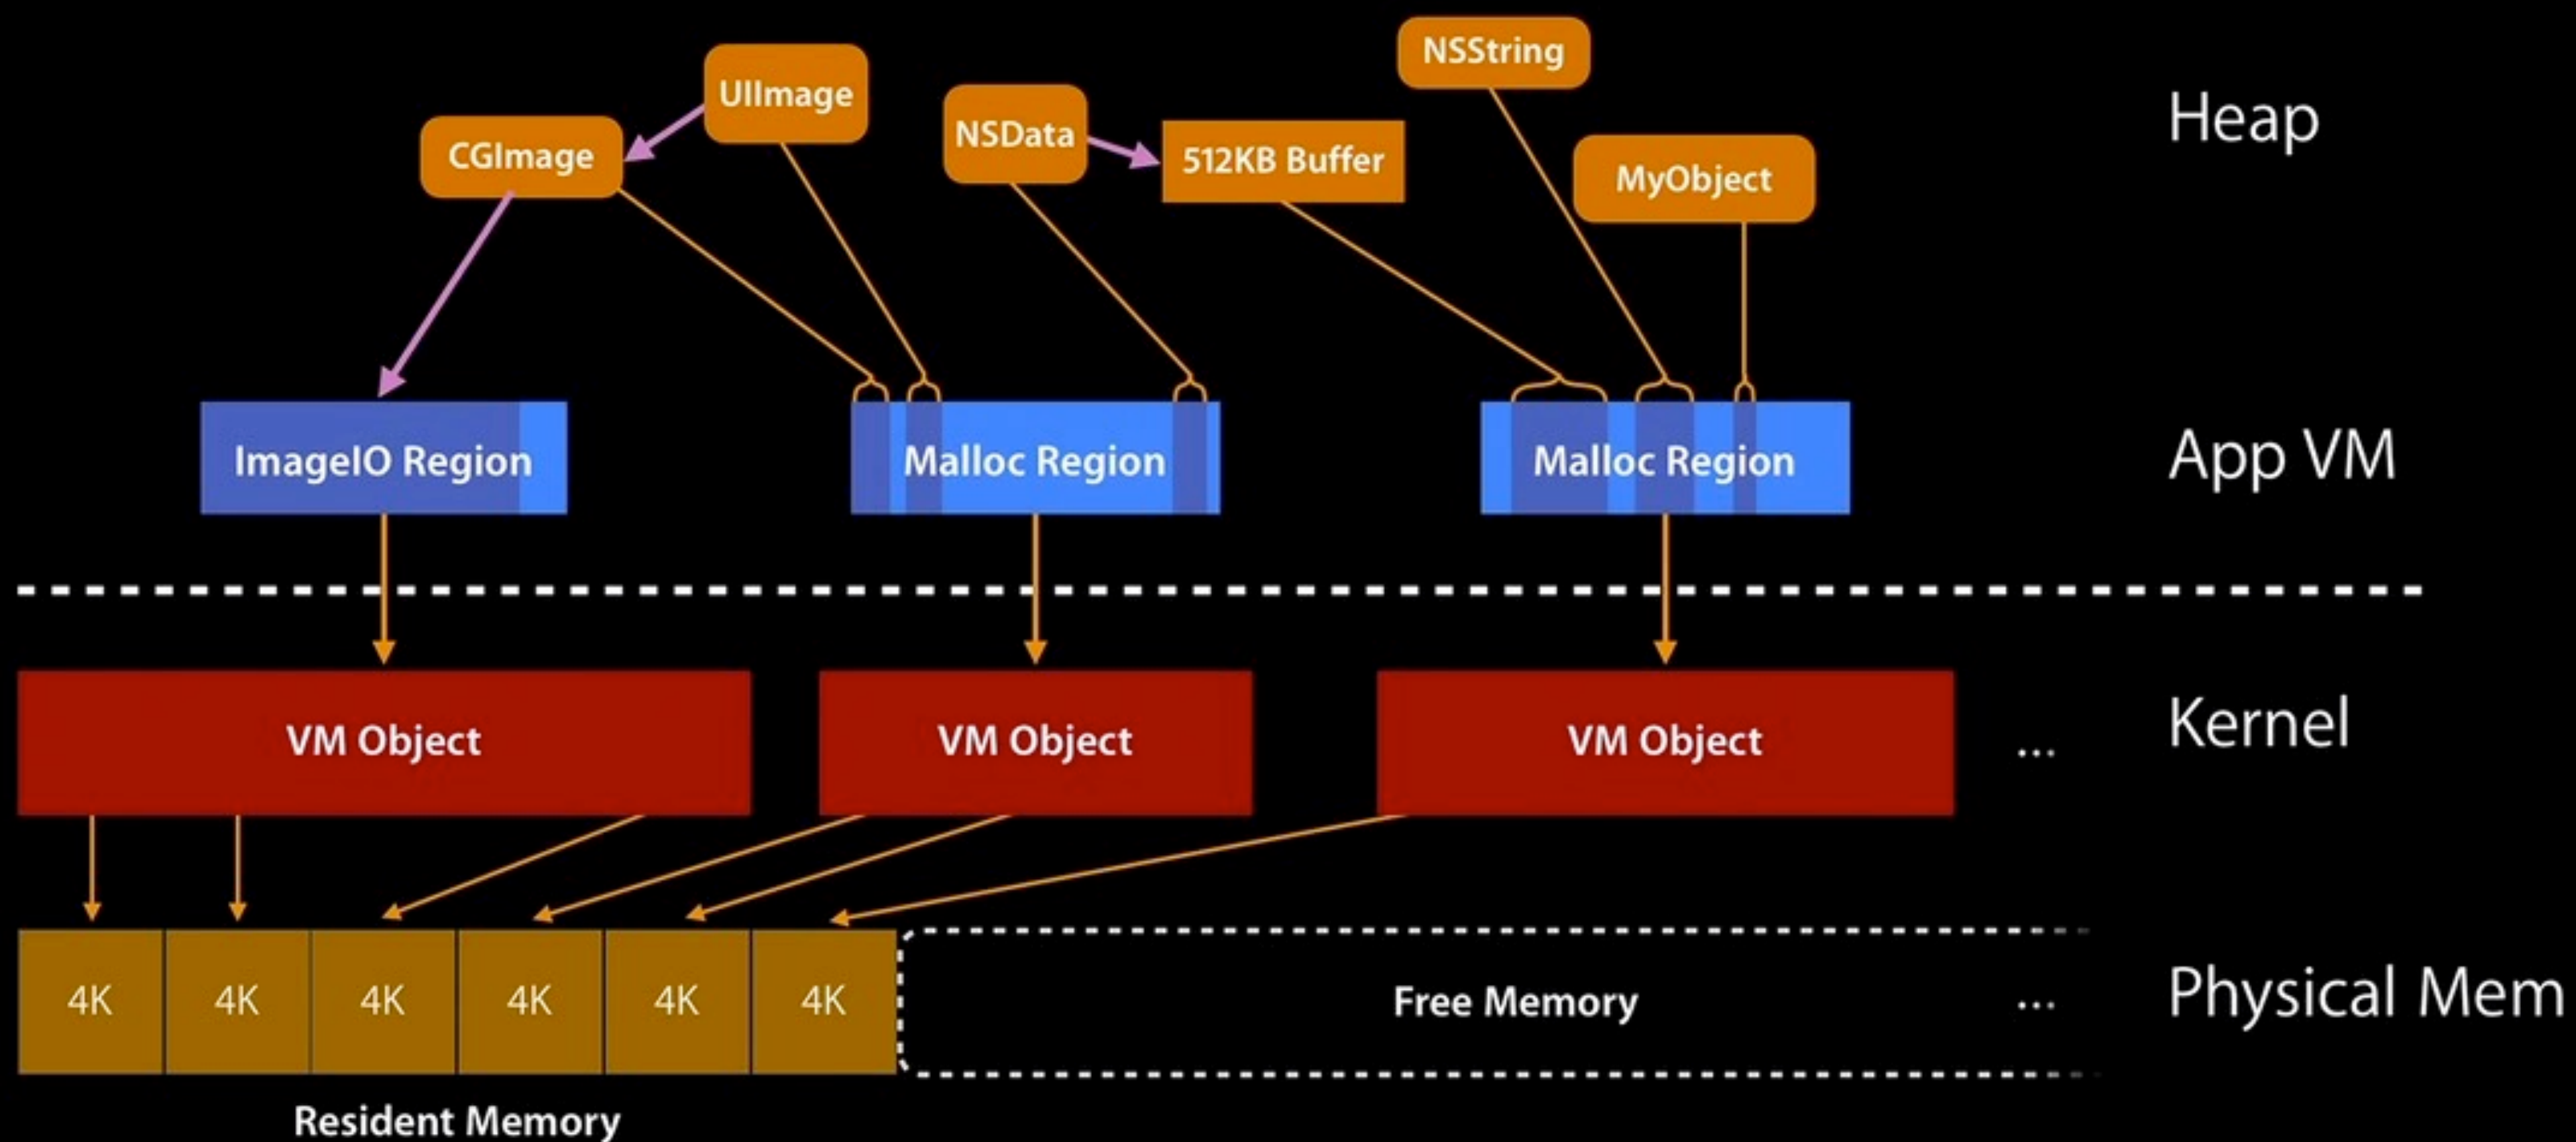 NSString
UIImage
Heap
NSData
CGImage
512KB Buffer
MyObject
ImageIO Region
Malloc Region
Malloc Region
App VM
VM Object
VM Object
VM Object
...
Kernel
4K
4K
4K
4K
4K
4K
Free Memory
...
Physical Mem
Resident Memory